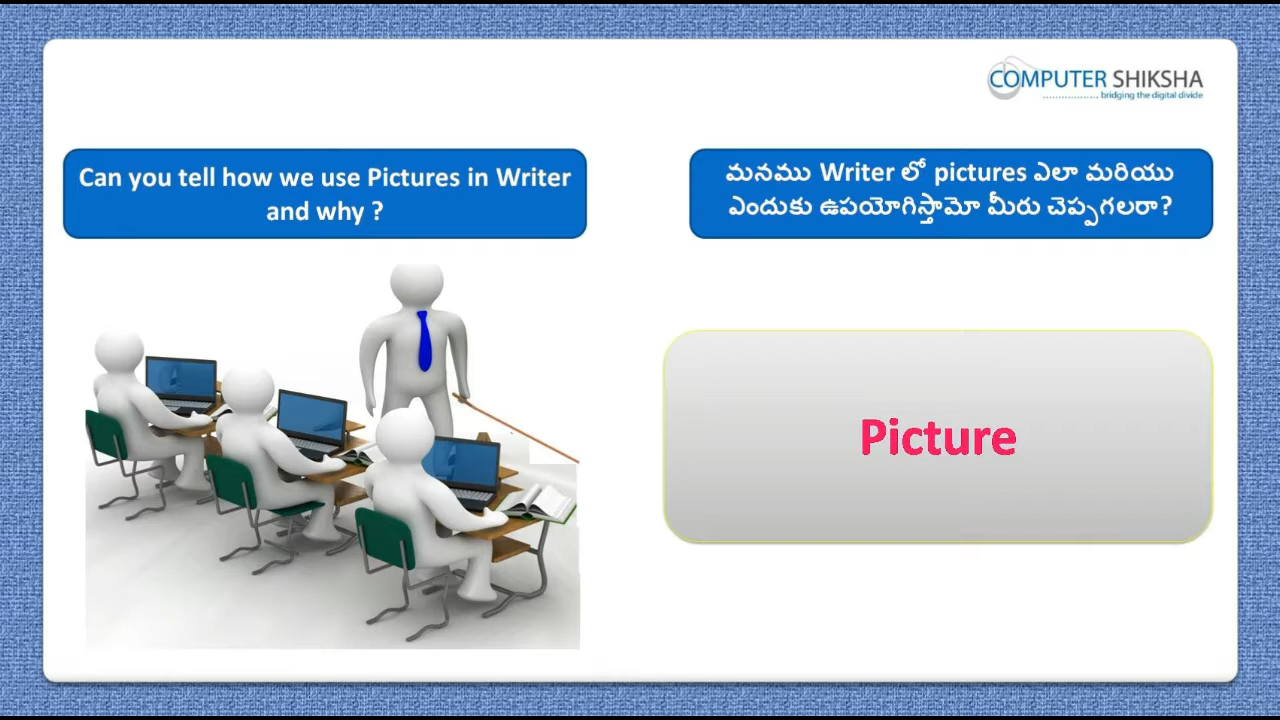 COMPUTER SHIKSHA
bridging the digital divide
Can you tell how we use Pictures in Writer
and why ?
మనము Writer లో pictures ఎలా మరియు
ఎందుకు ఉపయోగిస్తామో మీరు చెప్పగలరా?
Picture